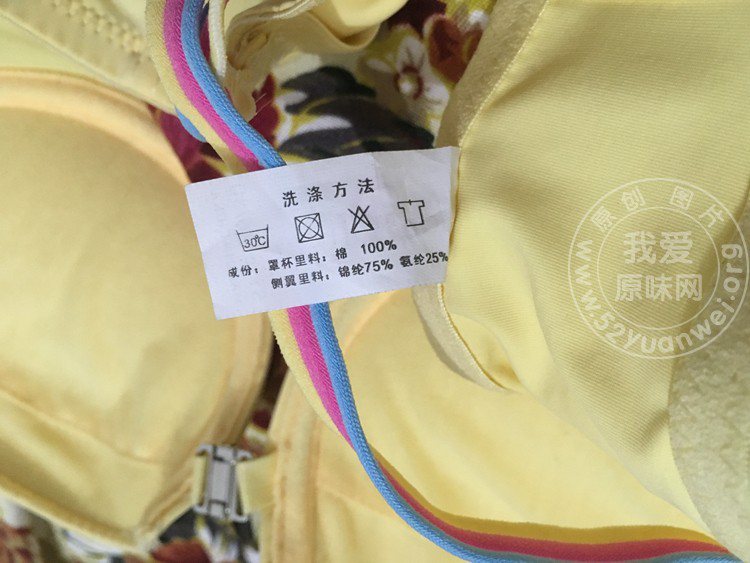 洗涤方法
30℃
成份：罩杯里料：棉 100%
侧翼里料：锦纶75% 氨纶25%
原创图片
我爱
原味网
www.52yuanwei.org